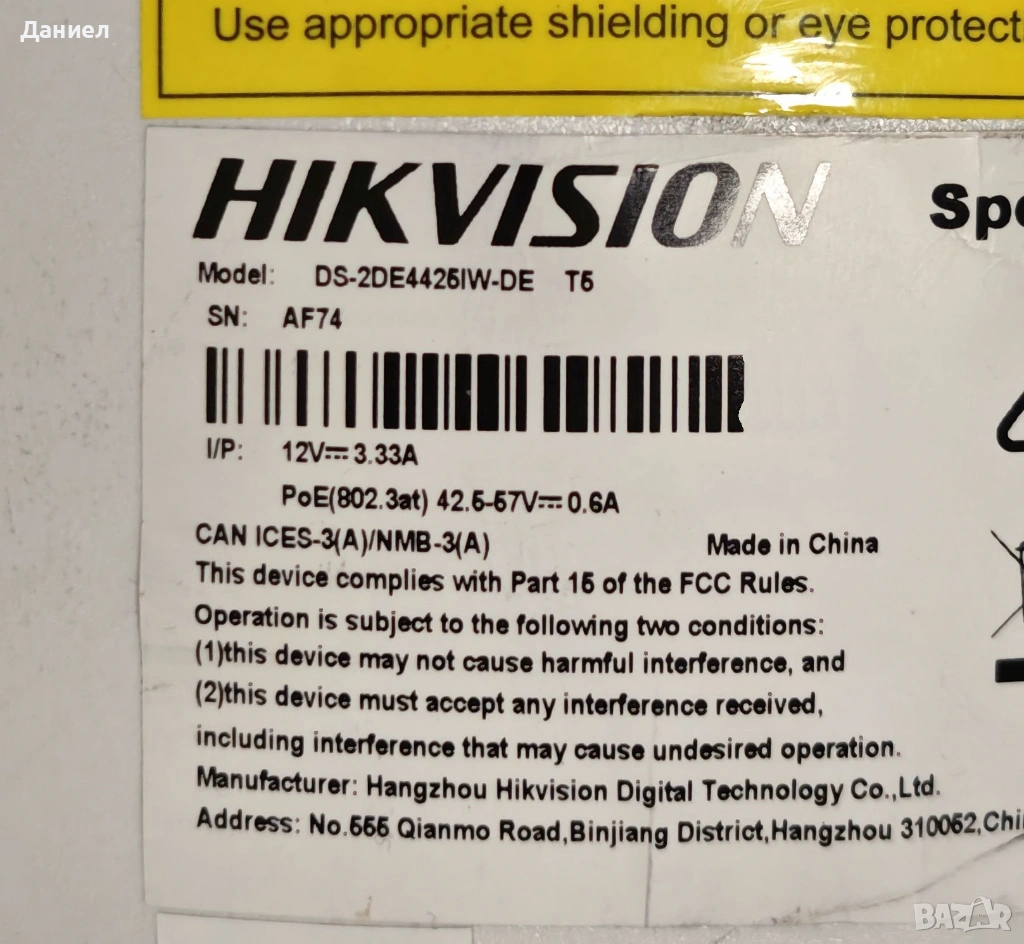 Даниел
Use appropriate shielding or eye protecti
HIKVISION
Spe
Model: DS-2DE4425IW-DE T5
SN: AF74
I/P: 12V⎓3.33A
PoE(802.3at) 42.5-57V⎓0.6A
CAN ICES-3(A)/NMB-3(A)
Made in China
This device complies with Part 15 of the FCC Rules.
Operation is subject to the following two conditions:
(1)this device may not cause harmful interference, and
(2)this device must accept any interference received,
including interference that may cause undesired operation.
Manufacturer: Hangzhou Hikvision Digital Technology Co.,Ltd.
Address: No.555 Qianmo Road,Binjiang District,Hangzhou 310052,Chi
BAZAR